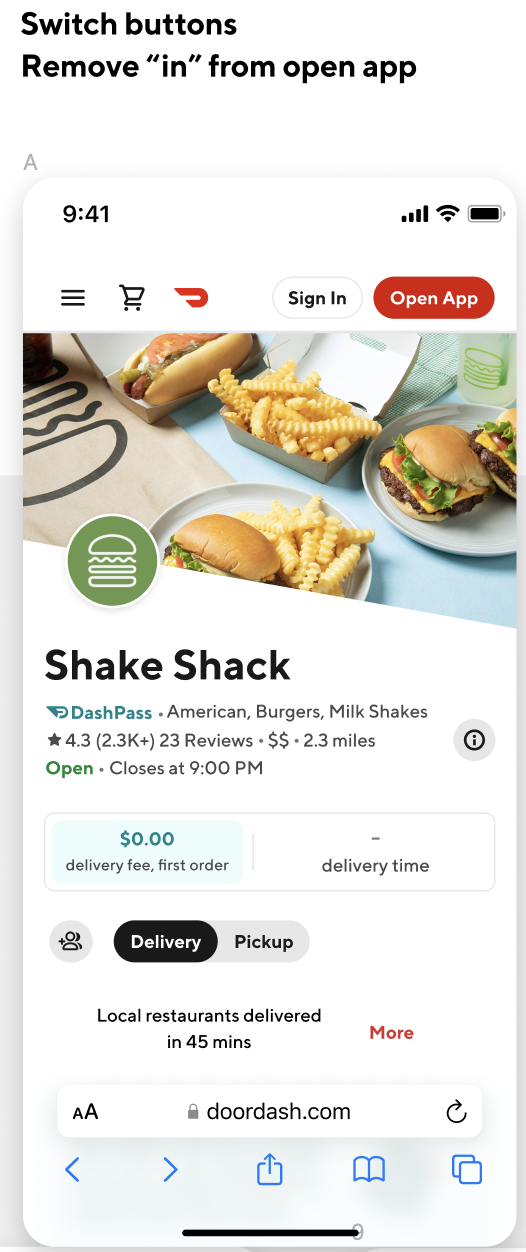 Switch buttons
Remove “in” from open app
A
9:41
Sign In
Open App
Shake Shack
DashPass • American, Burgers, Milk Shakes
4.3 (2.3K+) 23 Reviews • $$ • 2.3 miles
Open • Closes at 9:00 PM
$0.00
delivery fee, first order
–
delivery time
Delivery
Pickup
Local restaurants delivered
in 45 mins
More
AA
doordash.com
9